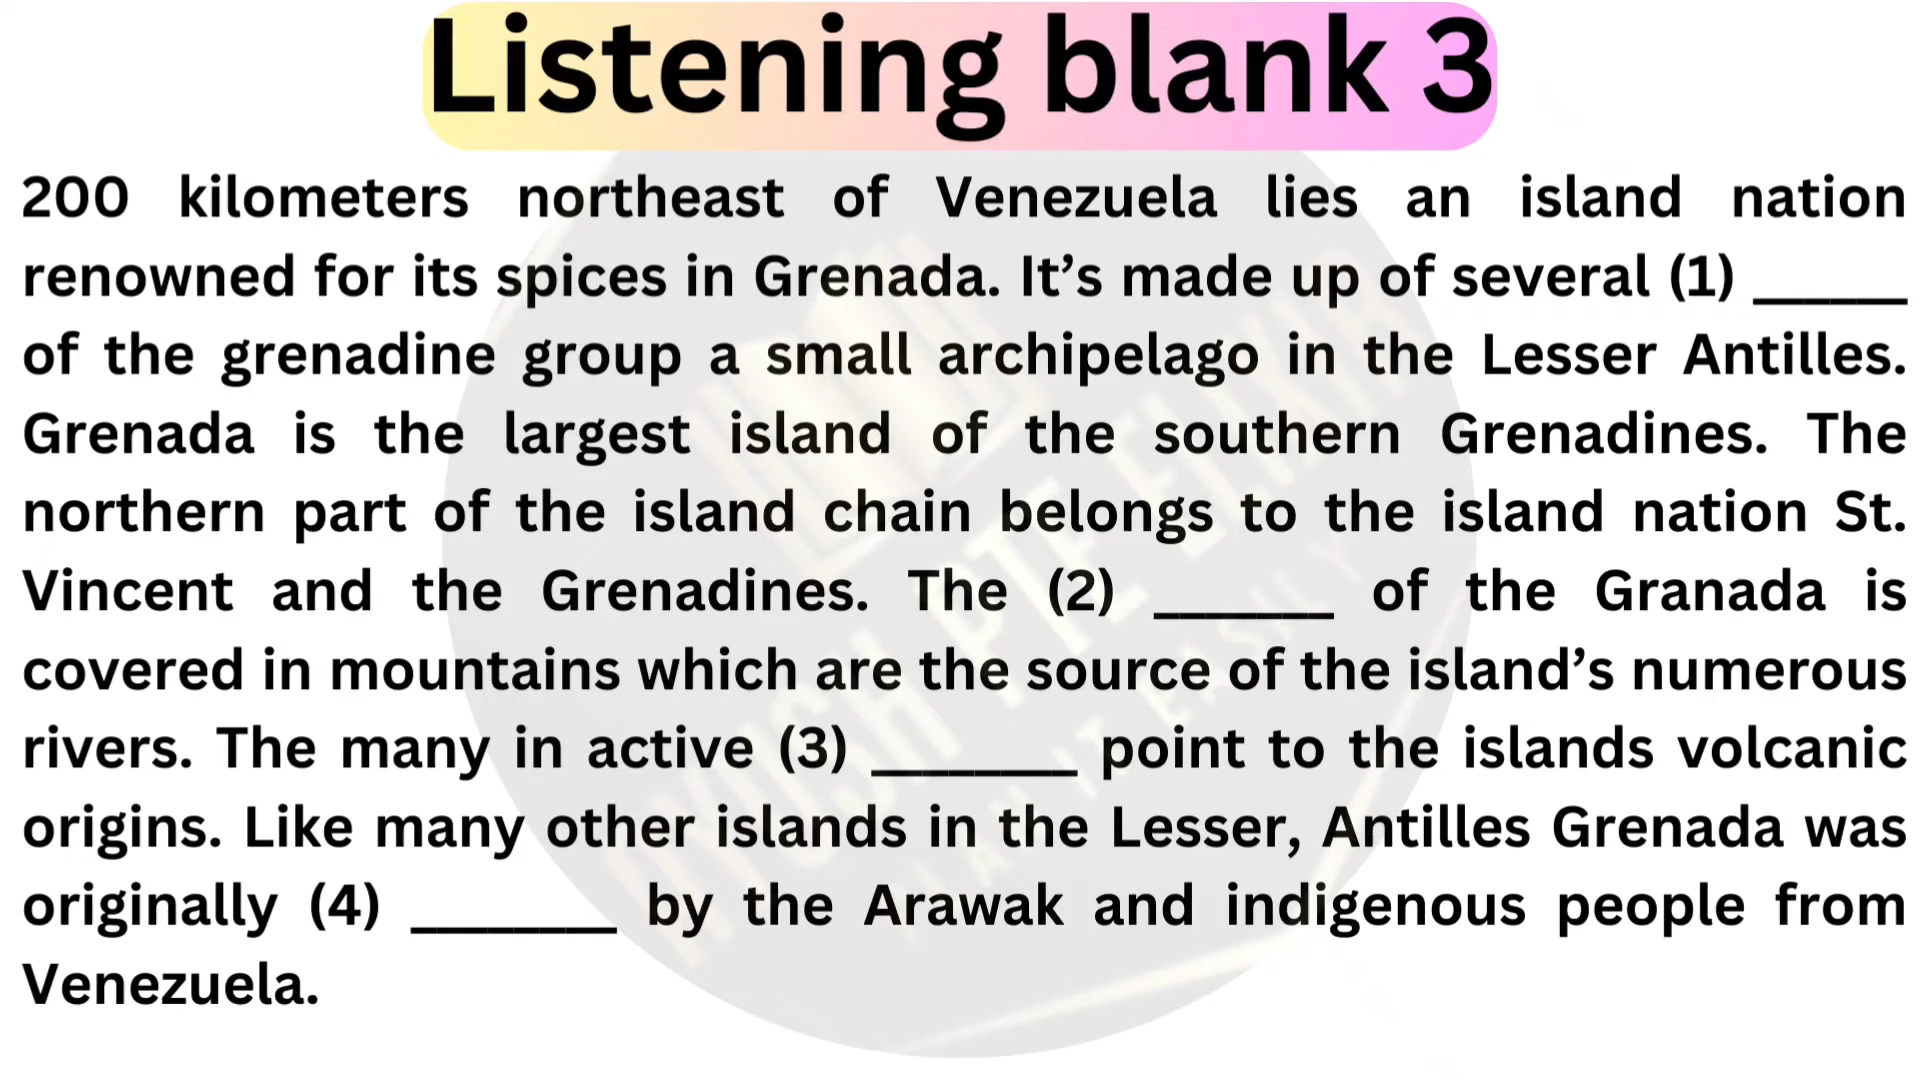 Listening blank 3
200 kilometers northeast of Venezuela lies an island nation
renowned for its spices in Grenada. It’s made up of several (1) ______
of the grenadine group a small archipelago in the Lesser Antilles.
Grenada is the largest island of the southern Grenadines. The
northern part of the island chain belongs to the island nation St.
Vincent and the Grenadines. The (2) _______ of the Granada is
covered in mountains which are the source of the island’s numerous
rivers. The many in active (3) ________ point to the islands volcanic
origins. Like many other islands in the Lesser, Antilles Grenada was
originally (4) ________ by the Arawak and indigenous people from
Venezuela.